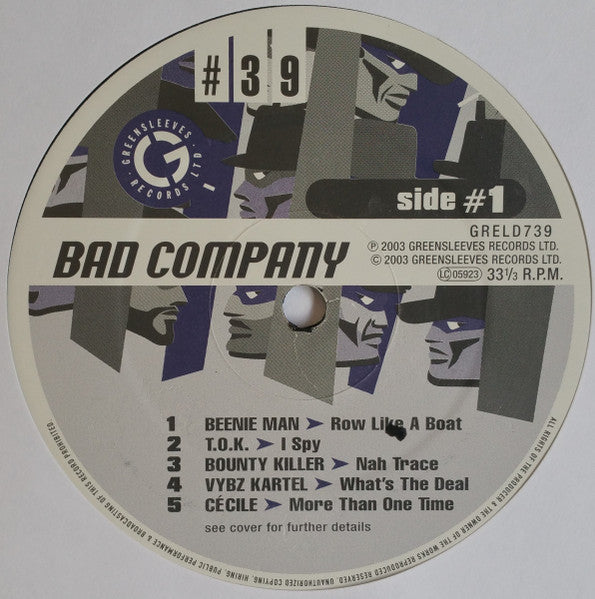 #39
GREENSLEEVES
RECORDS LTD
G
side #1
GRELD739
BAD COMPANY
℗ 2003 GREENSLEEVES RECORDS LTD.
© 2003 GREENSLEEVES RECORDS LTD.
LC 05923 33⅓ R.P.M.
1 BEENIE MAN ➤ Row Like A Boat
2 T.O.K. ➤ I Spy
3 BOUNTY KILLER ➤ Nah Trace
4 VYBZ KARTEL ➤ What's The Deal
5 CÉCILE ➤ More Than One Time
see cover for further details
ALL RIGHTS OF THE PRODUCER & THE OWNER OF THE WORKS REPRODUCED RESERVED. UNAUTHORIZED COPYING, HIRING, PUBLIC PERFORMANCE & BROADCASTING OF THIS RECORD PROHIBITED.